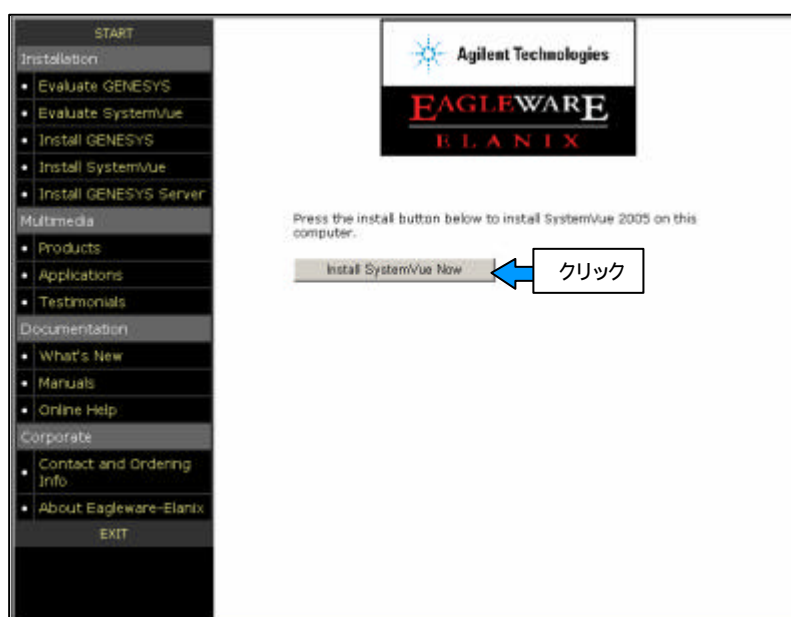 START
Installation
Evaluate GENESYS
Evaluate SystemVue
Install GENESYS
Install SystemVue
Install GENESYS Server
Multimedia
Products
Applications
Testimonials
Documentation
What's New
Manuals
Online Help
Corporate
Contact and Ordering
Info
About Eagleware-Elanix
EXIT
Agilent Technologies
EAGLEWARE
ELANIX
Press the install button below to install SystemVue 2005 on this
computer.
Install SystemVue Now
クリック